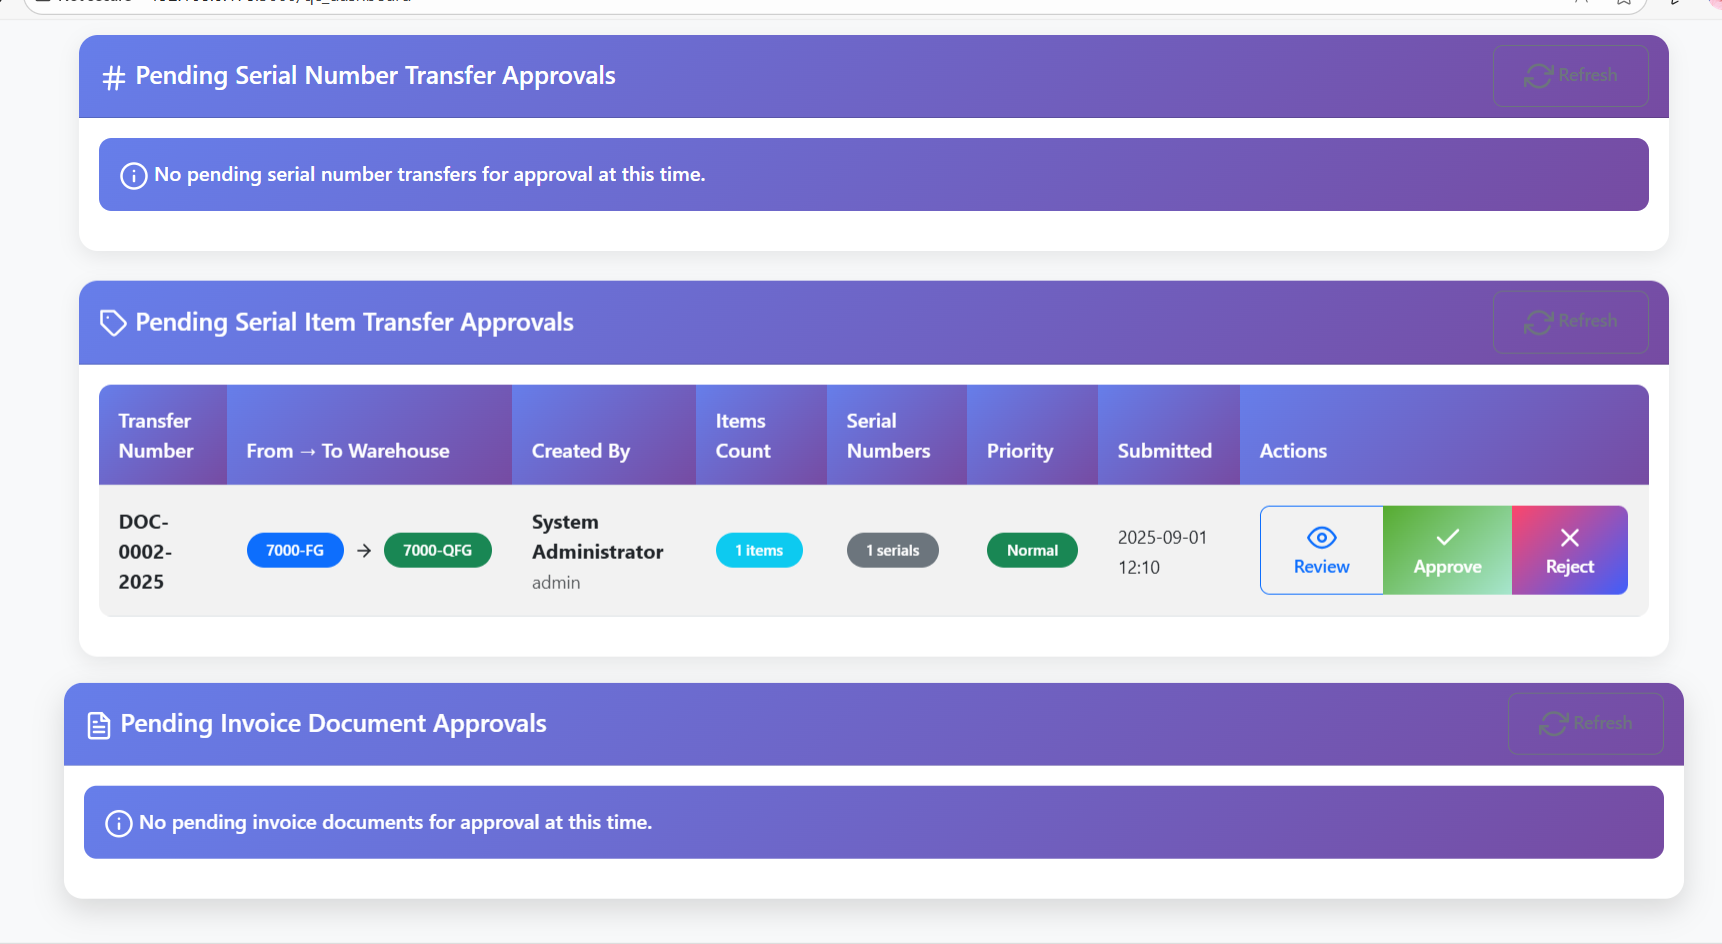 Pending Serial Number Transfer Approvals
Refresh
No pending serial number transfers for approval at this time.
Pending Serial Item Transfer Approvals
Refresh
Transfer Number
From → To Warehouse
Created By
Items Count
Serial Numbers
Priority
Submitted
Actions
DOC-
0002-
2025
7000-FG → 7000-QFG
System
Administrator
admin
1 items
1 serials
Normal
2025-09-01
12:10
Review
Approve
Reject
Pending Invoice Document Approvals
Refresh
No pending invoice documents for approval at this time.